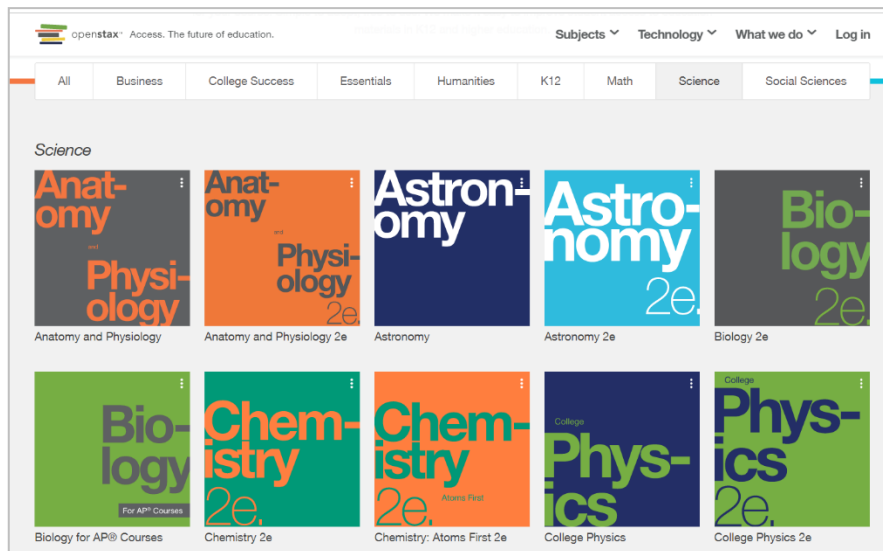 openstax™ Access. The future of education.
Subjects Technology What we do Log in
All Business College Success Essentials Humanities K12 Math Science Social Sciences
Science
Anat-
omy
and
Physi-
ology
Anatomy and Physiology
Anat-
omy
and
Physi-
ology
2e.
Anatomy and Physiology 2e
Astron-
omy
Astronomy
Astro-
nomy
2e.
Astronomy 2e
Bio-
logy
2e.
Biology 2e
Bio-
logy
For AP® Courses
Biology for AP® Courses
Chem-
istry
2e.
Chemistry 2e
Chem-
istry
Atoms First
2e.
Chemistry: Atoms First 2e
College
Phys-
ics
College Physics
College
Phys-
ics
2e.
College Physics 2e